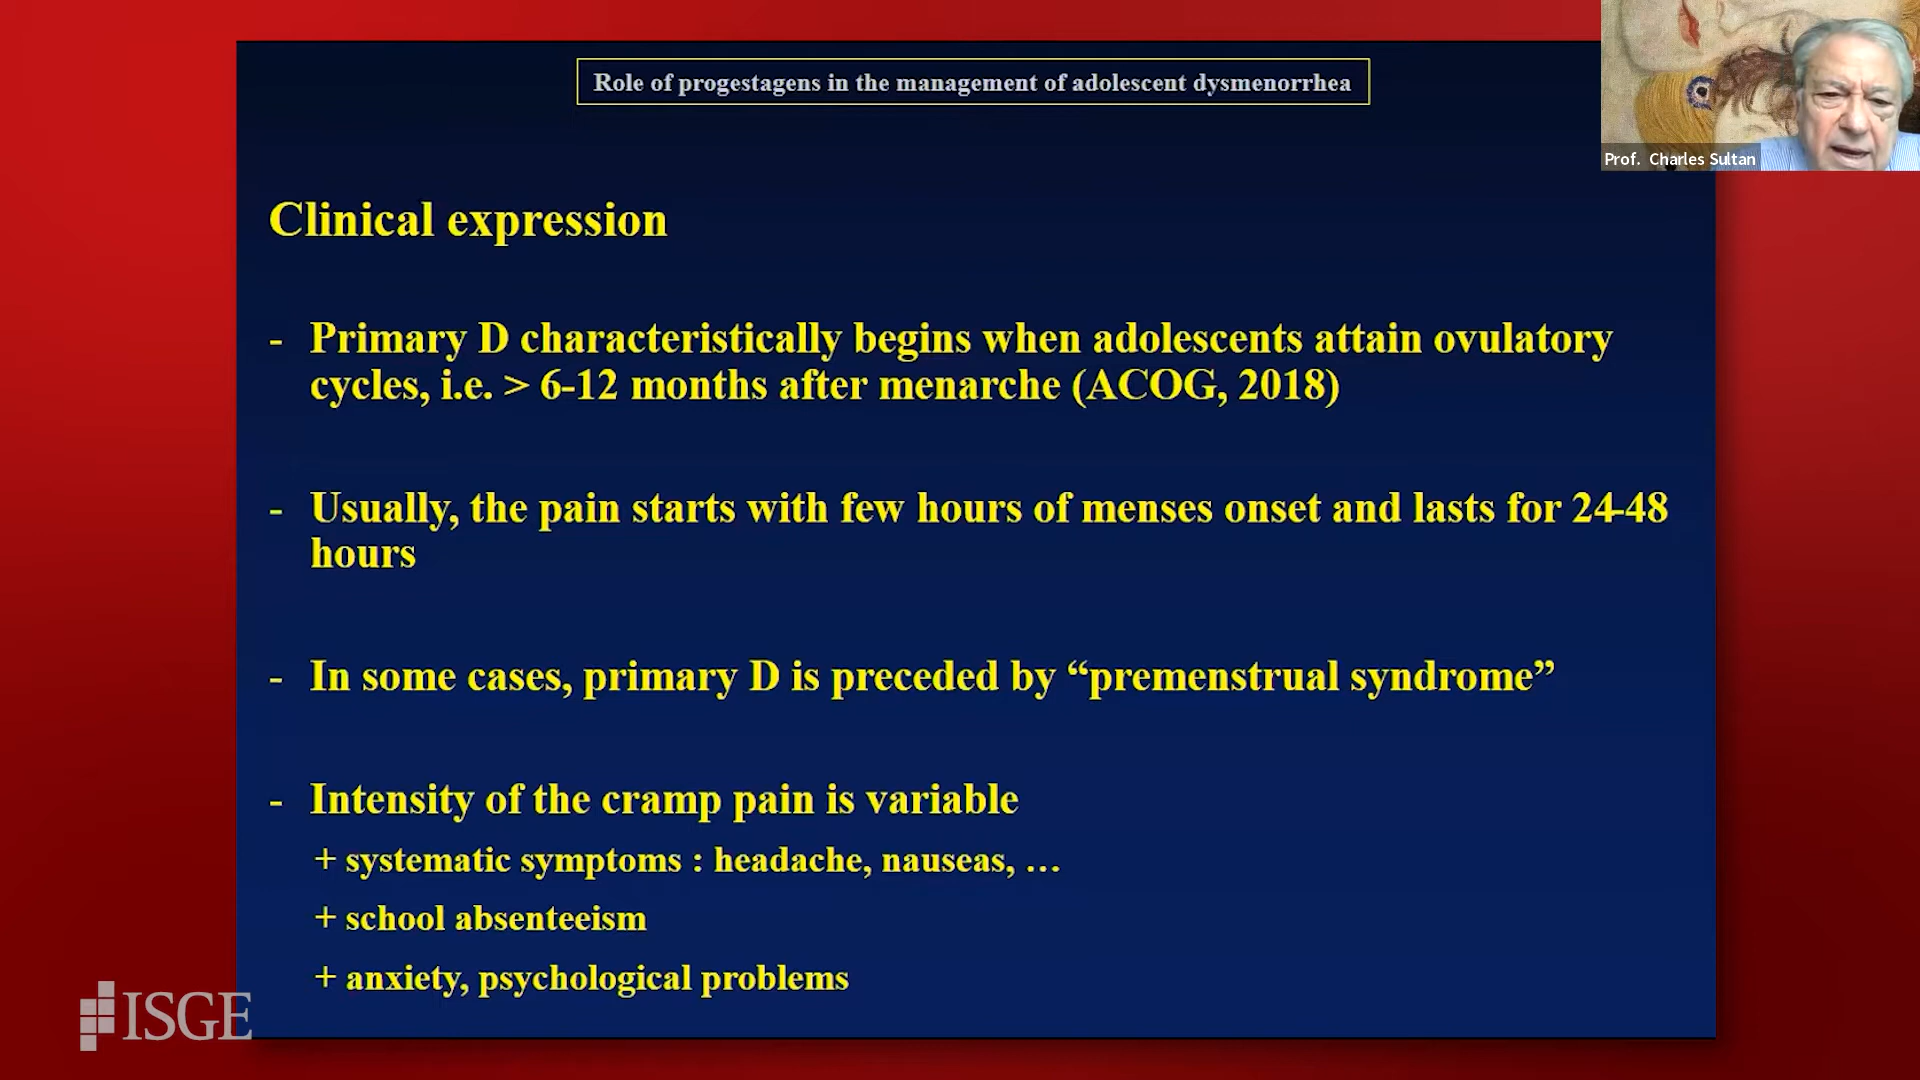 Role of progestagens in the management of adolescent dysmenorrhea
Prof. Charles Sultan
Clinical expression
- Primary D characteristically begins when adolescents attain ovulatory
cycles, i.e. > 6-12 months after menarche (ACOG, 2018)
- Usually, the pain starts with few hours of menses onset and lasts for 24-48
hours
- In some cases, primary D is preceded by “premenstrual syndrome”
- Intensity of the cramp pain is variable
+ systematic symptoms : headache, nauseas, …
+ school absenteeism
+ anxiety, psychological problems
ISGE